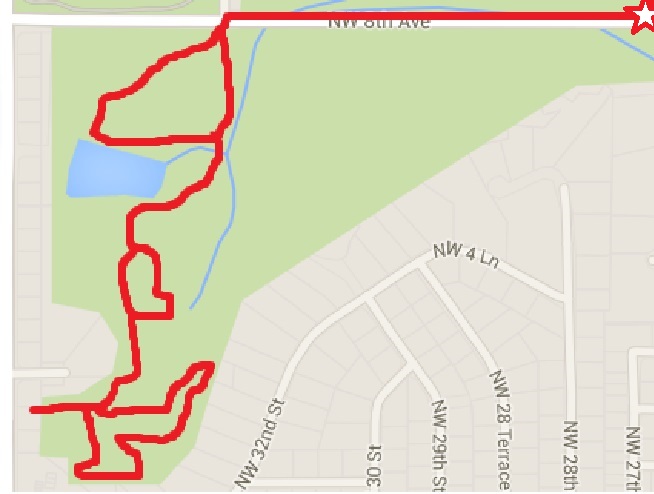 NW 8th Ave
NW 4 Ln
NW 32nd St
30 St
NW 29th St
NW 28 Terrace
NW 28th
NW 27th